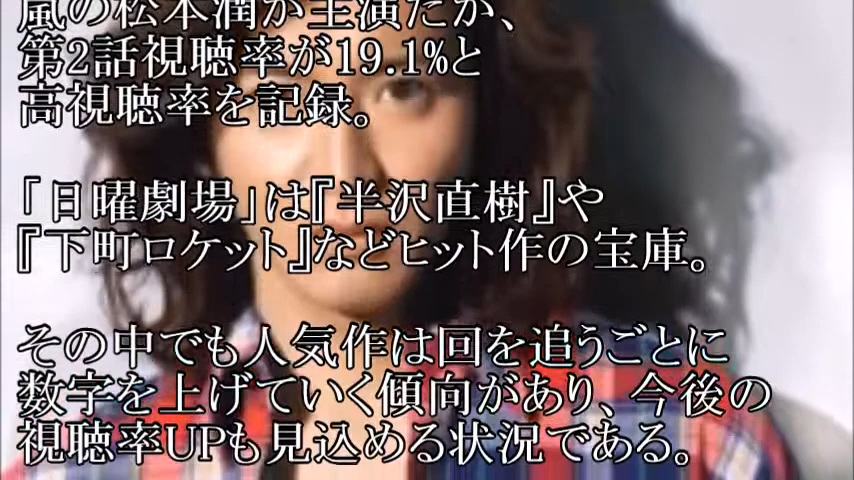 嵐の松本潤が主演だが、
第2話視聴率が19.1%と
高視聴率を記録。
「日曜劇場」は『半沢直樹』や
『下町ロケット』などヒット作の宝庫。
その中でも人気作は回を追うごとに
数字を上げていく傾向があり、今後の
視聴率UPも見込める状況である。